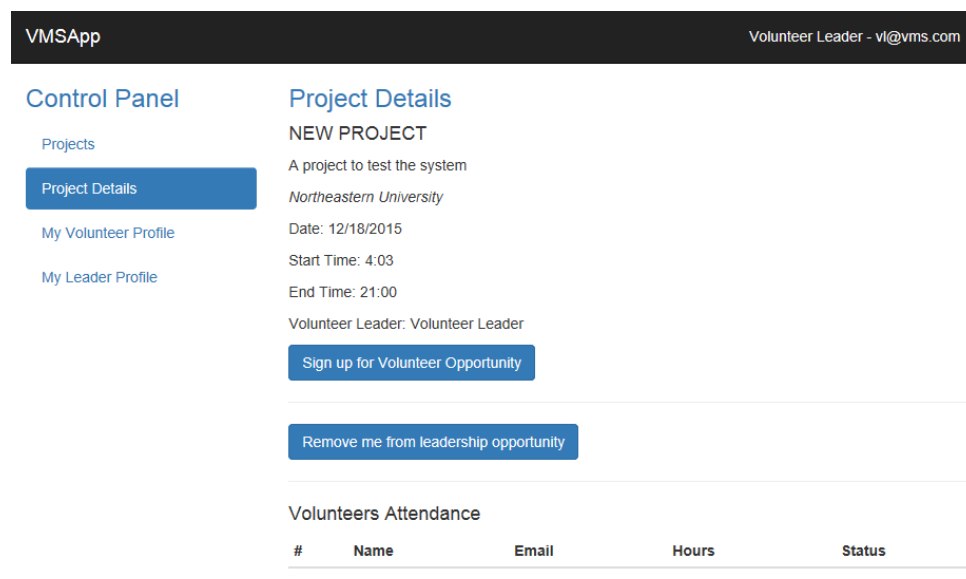 VMSApp
Volunteer Leader - vl@vms.com
Control Panel
Projects
Project Details
My Volunteer Profile
My Leader Profile
Project Details
NEW PROJECT
A project to test the system
Northeastern University
Date: 12/18/2015
Start Time: 4:03
End Time: 21:00
Volunteer Leader: Volunteer Leader
Sign up for Volunteer Opportunity
Remove me from leadership opportunity
Volunteers Attendance
# Name Email Hours Status